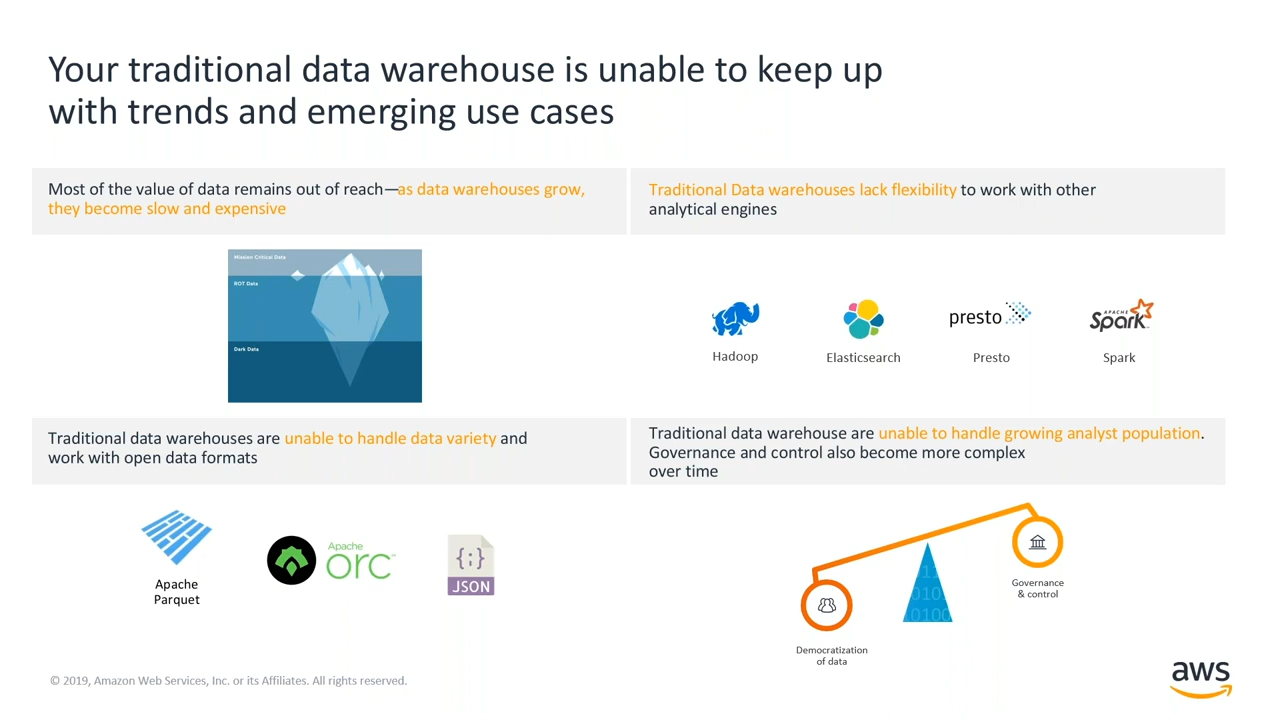 Your traditional data warehouse is unable to keep up
with trends and emerging use cases
Most of the value of data remains out of reach—as data warehouses grow,
they become slow and expensive
Traditional Data warehouses lack flexibility to work with other
analytical engines
Mission Critical Data
ROT Data
Dark Data
presto
APACHE
Spark
Hadoop
Elasticsearch
Presto
Spark
Traditional data warehouses are unable to handle data variety and
work with open data formats
Traditional data warehouse are unable to handle growing analyst population.
Governance and control also become more complex
over time
Apache
Parquet
Apache
orc™
{;}
JSON
Governance
& control
Democratization
of data
© 2019, Amazon Web Services, Inc. or its Affiliates. All rights reserved.
aws